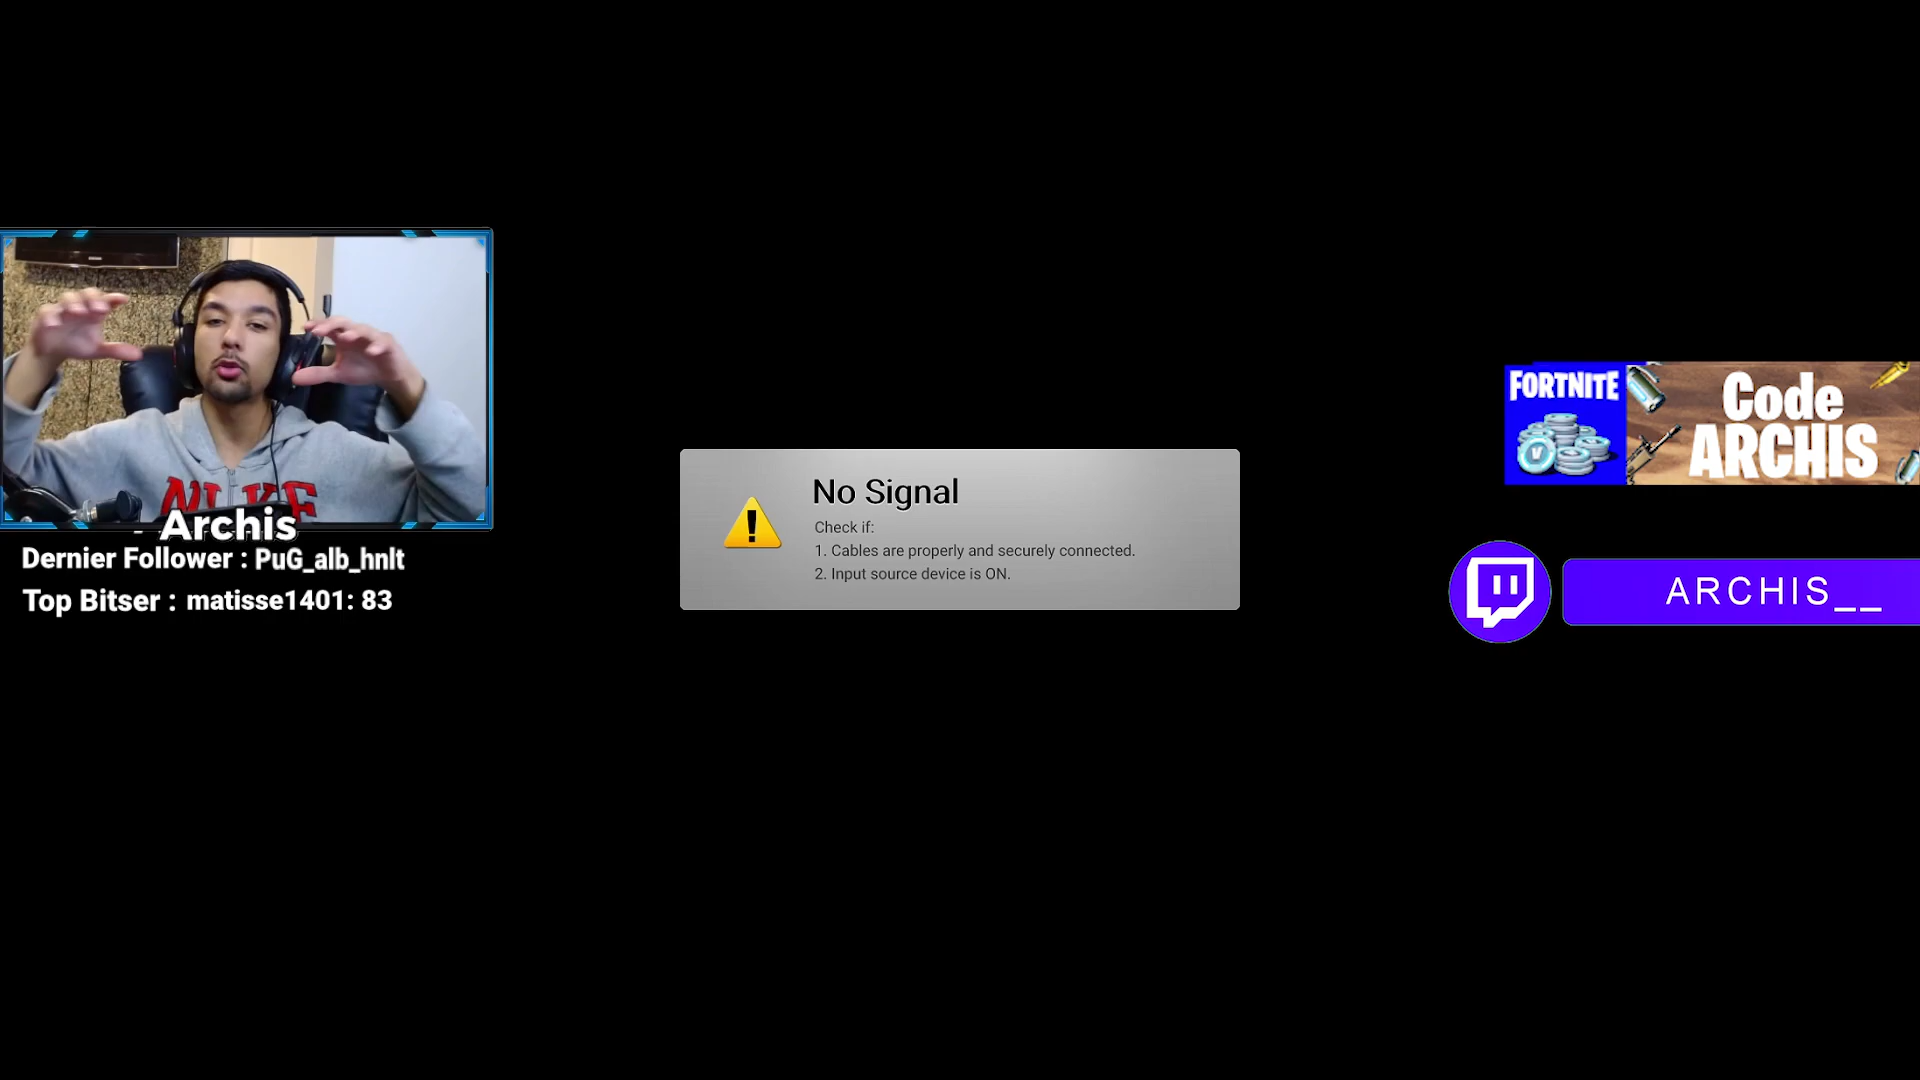 NIKE
- Archis
Dernier Follower : PuG_alb_hnlt
Top Bitser : matisse1401: 83
No Signal
Check if:
1. Cables are properly and securely connected.
2. Input source device is ON.
FORTNITE
V
Code
ARCHIS
ARCHIS__